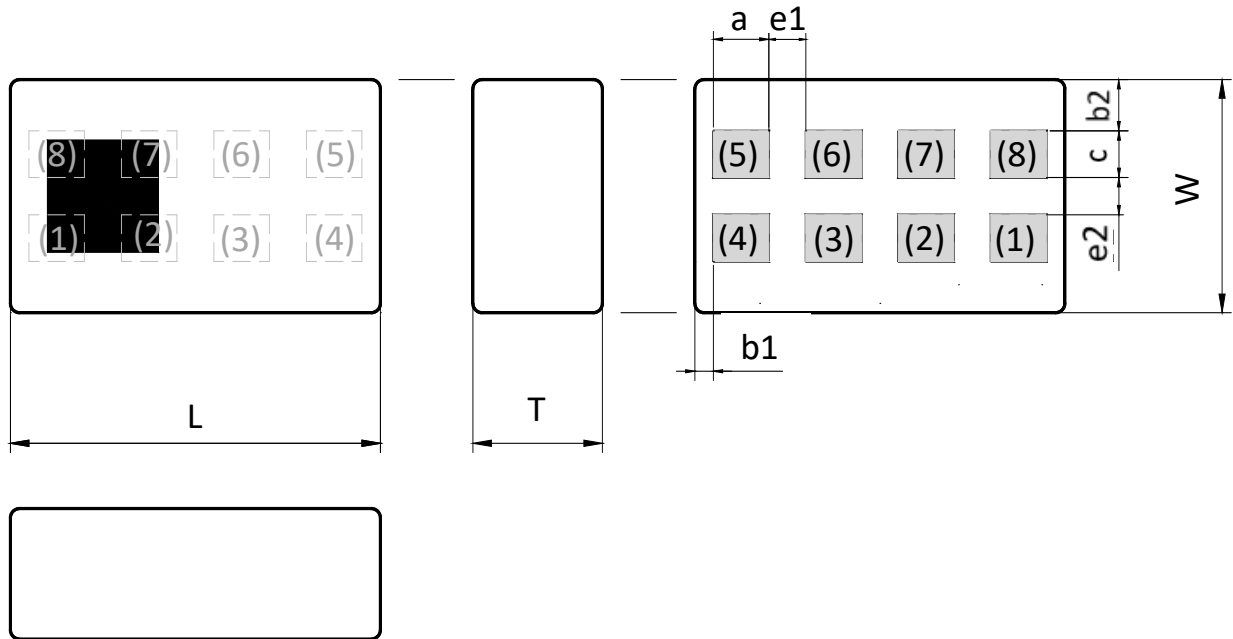 a e1
b2
(8) (7) (6) (5)
(5) (6) (7) (8)
c
W
(1) (2) (3) (4)
(4) (3) (2) (1)
e2
b1
L
T